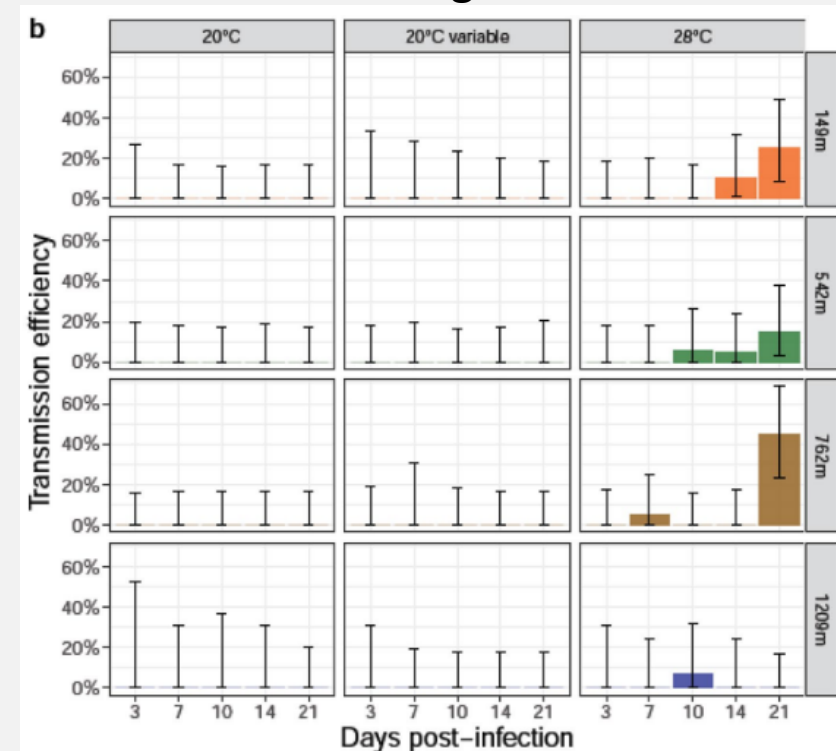 b
20°C 20°C variable 28°C
60%
40%
20%
0%
149m
60%
40%
20%
0%
542m
60%
40%
20%
0%
762m
60%
40%
20%
0%
1209m
Transmission efficiency
3 7 10 14 21 3 7 10 14 21 3 7 10 14 21
Days post-infection